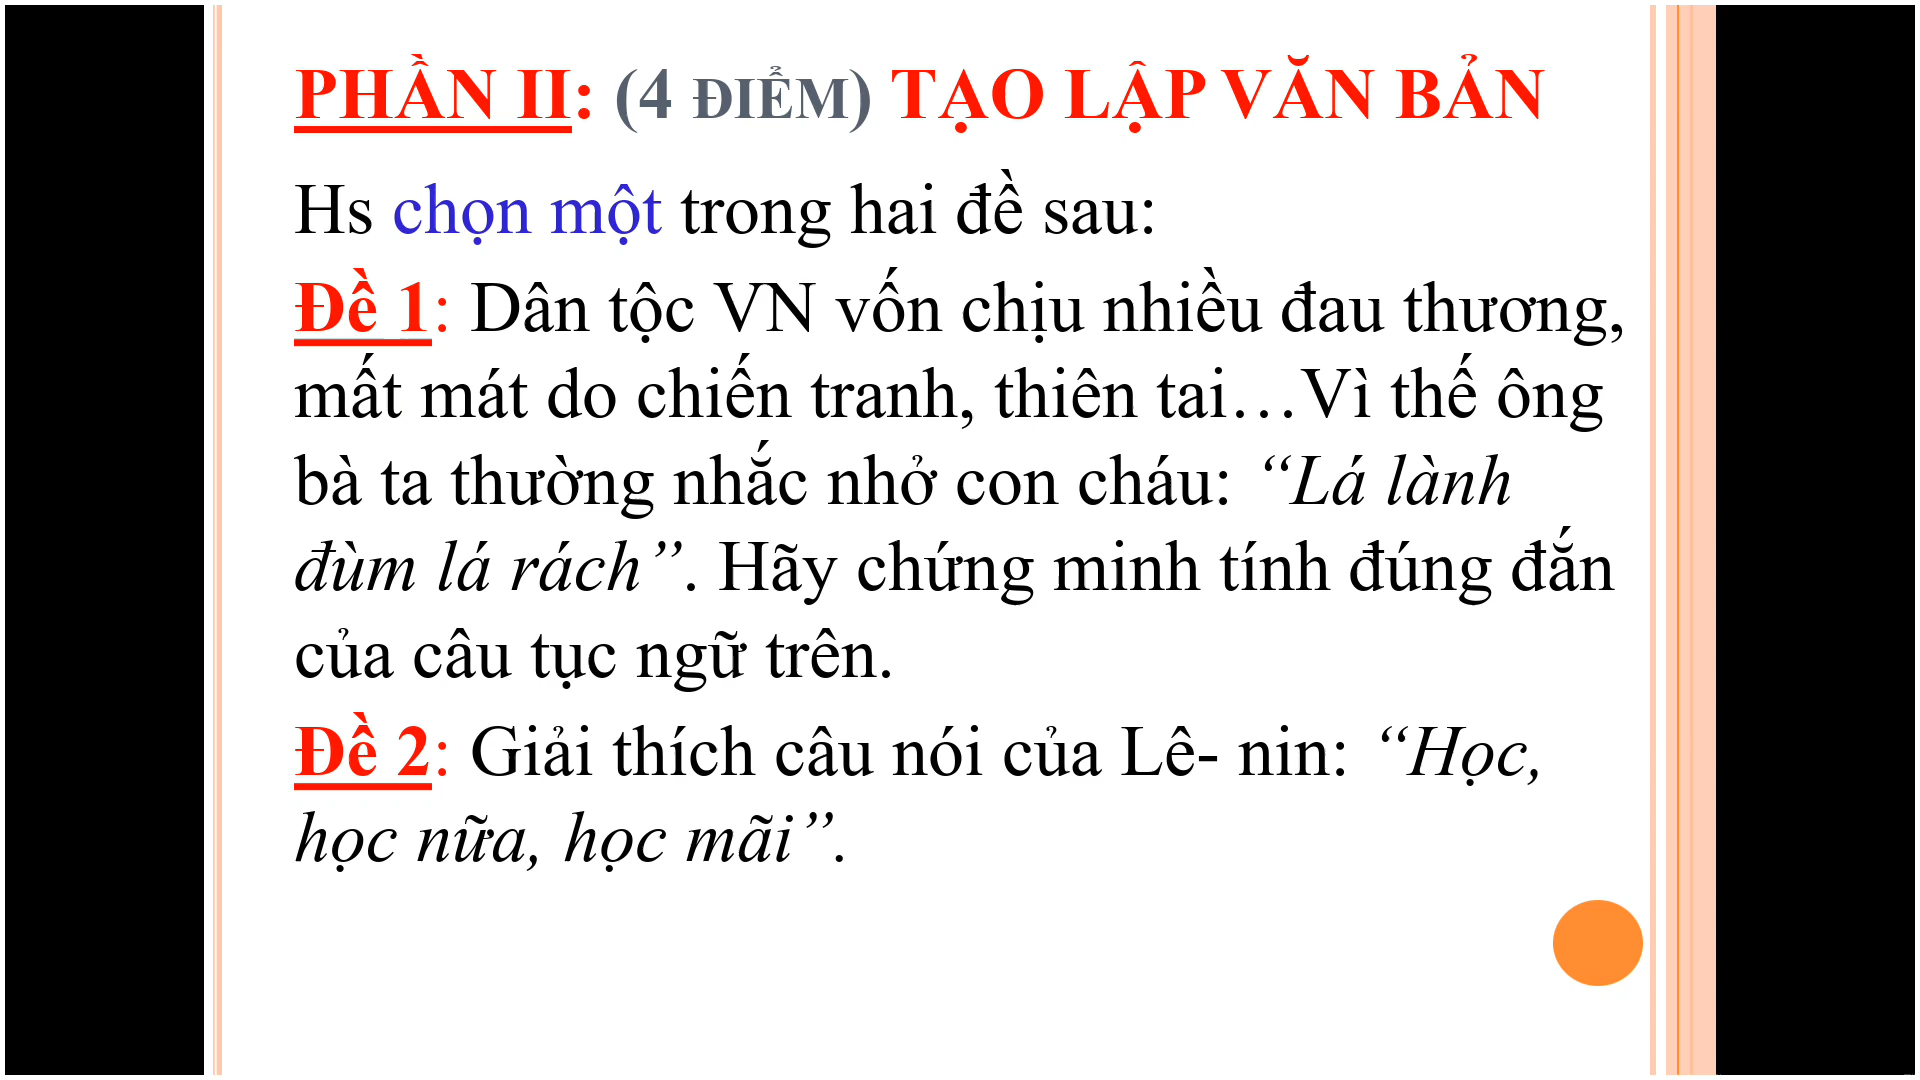 PHẦN II: (4 ĐIỂM) TẠO LẬP VĂN BẢN
Hs chọn một trong hai đề sau:
Đề 1: Dân tộc VN vốn chịu nhiều đau thương,
mất mát do chiến tranh, thiên tai…Vì thế ông
bà ta thường nhắc nhở con cháu: “Lá lành
đùm lá rách”. Hãy chứng minh tính đúng đắn
của câu tục ngữ trên.
Đề 2: Giải thích câu nói của Lê- nin: “Học,
học nữa, học mãi”.